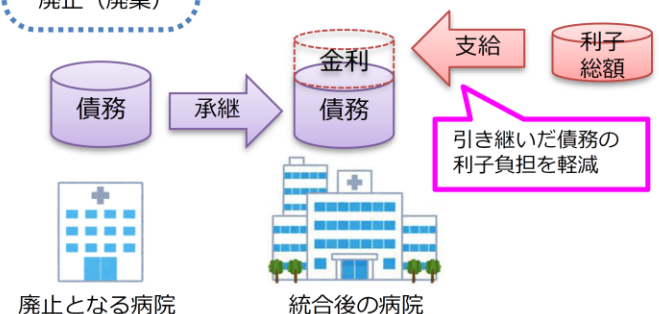 廃止（廃業）
金利
支給
利子
総額
債務
承継
債務
引き継いだ債務の
利子負担を軽減
廃止となる病院
統合後の病院